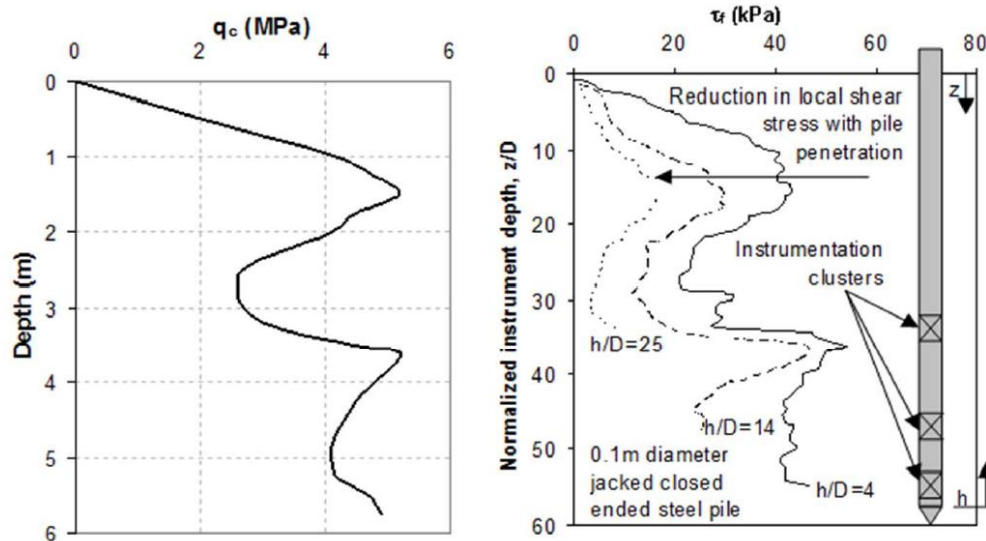 q c (MPa)
0 2 4 6
0
1
2
3
4
5
6
Depth (m)
τf (kPa)
0 20 40 60 80
0
10
20
30
40
50
60
Normalized instrument depth, z/D
z
Reduction in local shear
stress with pile
penetration
Instrumentation
clusters
h/D=25
h/D=14
h/D=4
0.1m diameter
jacked closed
ended steel pile
h